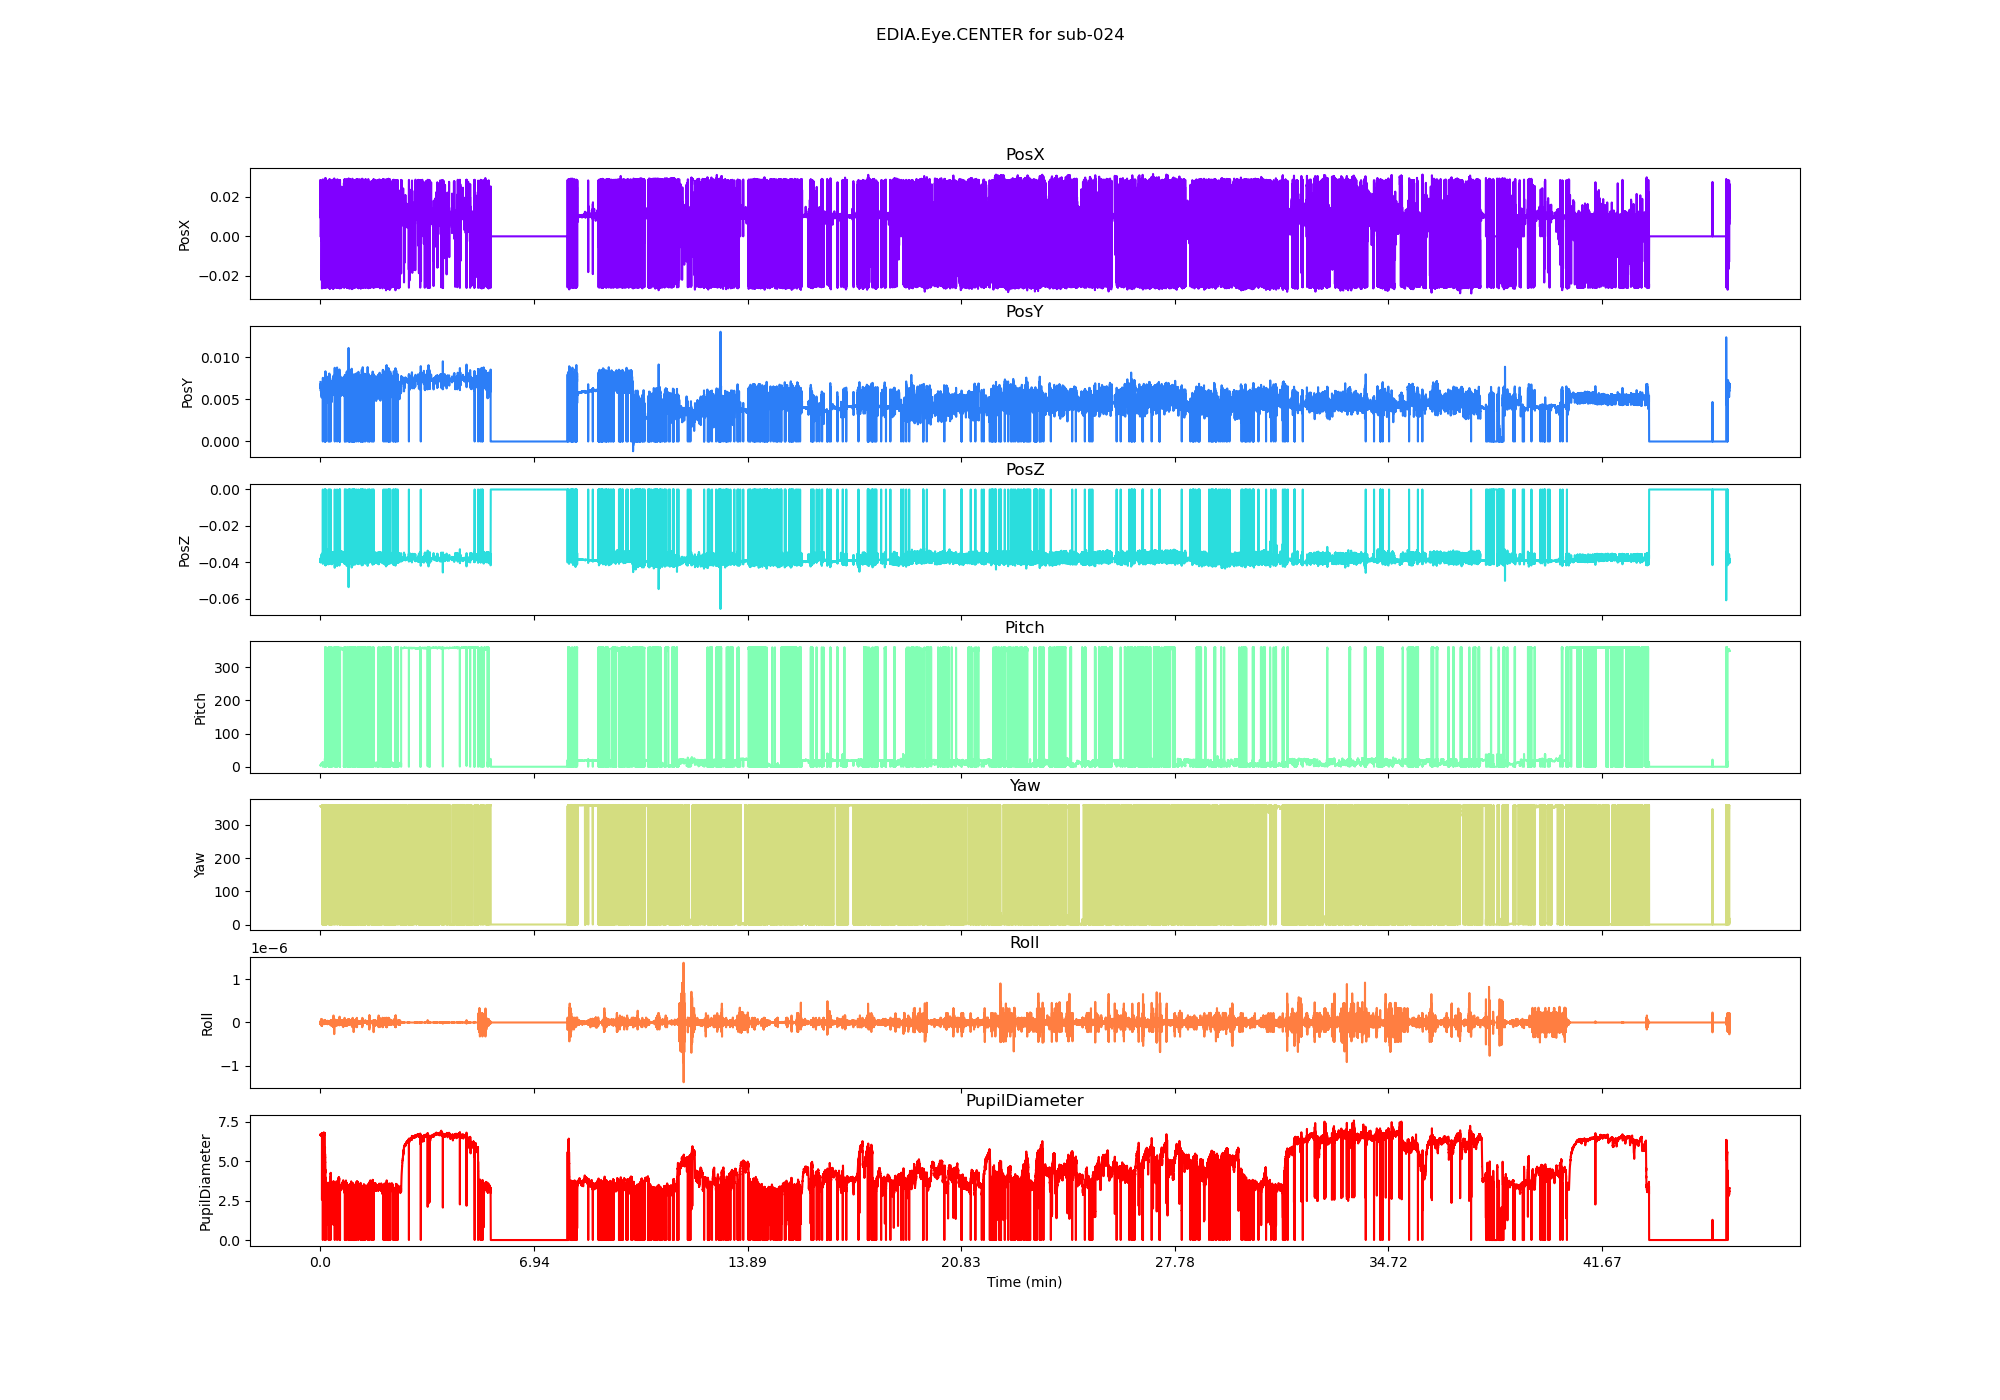 EDIA.Eye.CENTER for sub-024
PosX
PosX
0.02
0.00
−0.02
PosY
PosY
0.010
0.005
0.000
PosZ
PosZ
0.00
−0.02
−0.04
−0.06
Pitch
Pitch
300
200
100
0
Yaw
Yaw
300
200
100
0
1e−6
Roll
Roll
1
0
−1
PupilDiameter
PupilDiameter
7.5
5.0
2.5
0.0
0.0 6.94 13.89 20.83 27.78 34.72 41.67
Time (min)